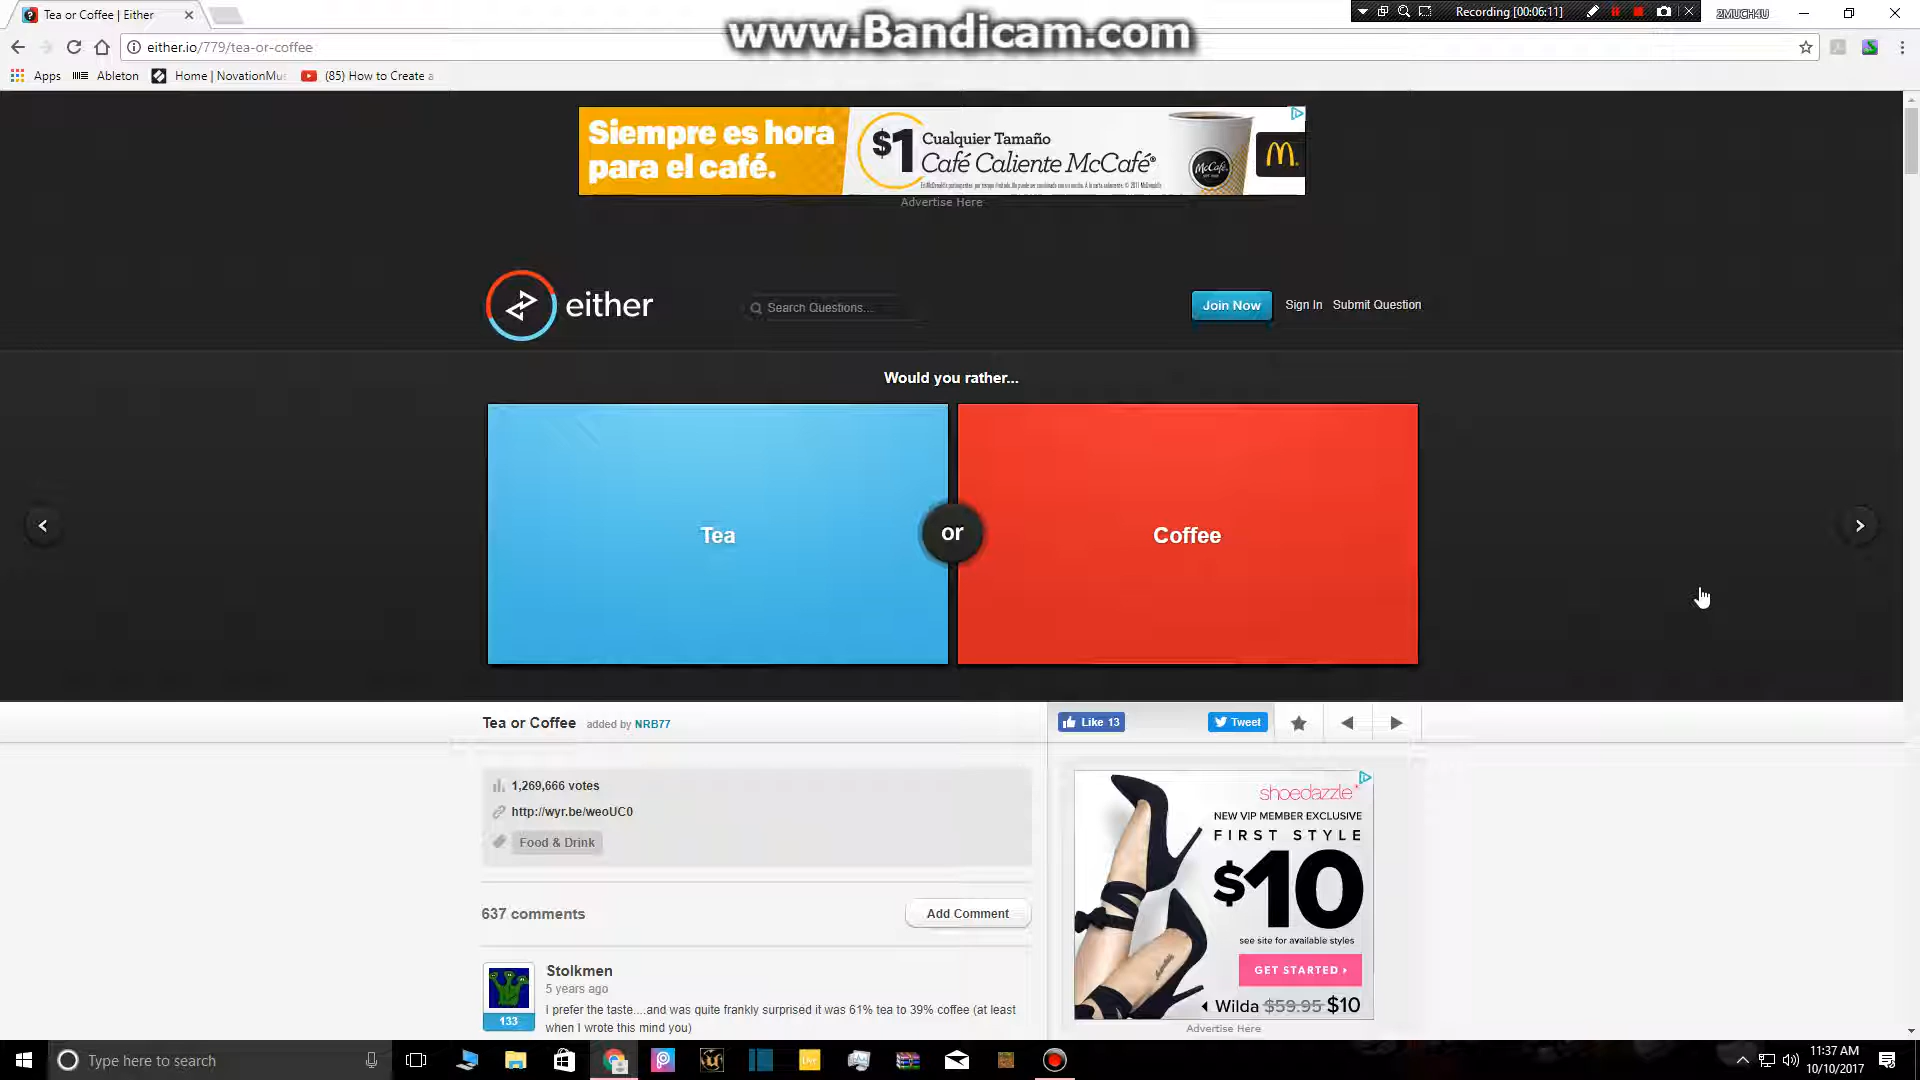 Tea or Coffee | Either
www.Bandicam.com
Recording [00:06:11]
2MUCH4U
either.io/779/tea-or-coffee
Apps
Ableton
Home | NovationMus
(85) How to Create a
Siempre es hora
para el café.
$1
Cualquier Tamaño
Café Caliente McCafé®
McCafé
Advertise Here
either
Search Questions...
Join Now
Sign In
Submit Question
Would you rather...
Tea
or
Coffee
Tea or Coffee added by NRB77
Like 13
Tweet
1,269,666 votes
http://wyr.be/weoUC0
Food & Drink
637 comments
Add Comment
Stolkmen
5 years ago
133
I prefer the taste....and was quite frankly surprised it was 61% tea to 39% coffee (at least
when I wrote this mind you)
shoedazzle
NEW VIP MEMBER EXCLUSIVE
FIRST STYLE
$10
see site for available styles
GET STARTED
Wilda $59.95 $10
Advertise Here
Type here to search
11:37 AM
10/10/2017